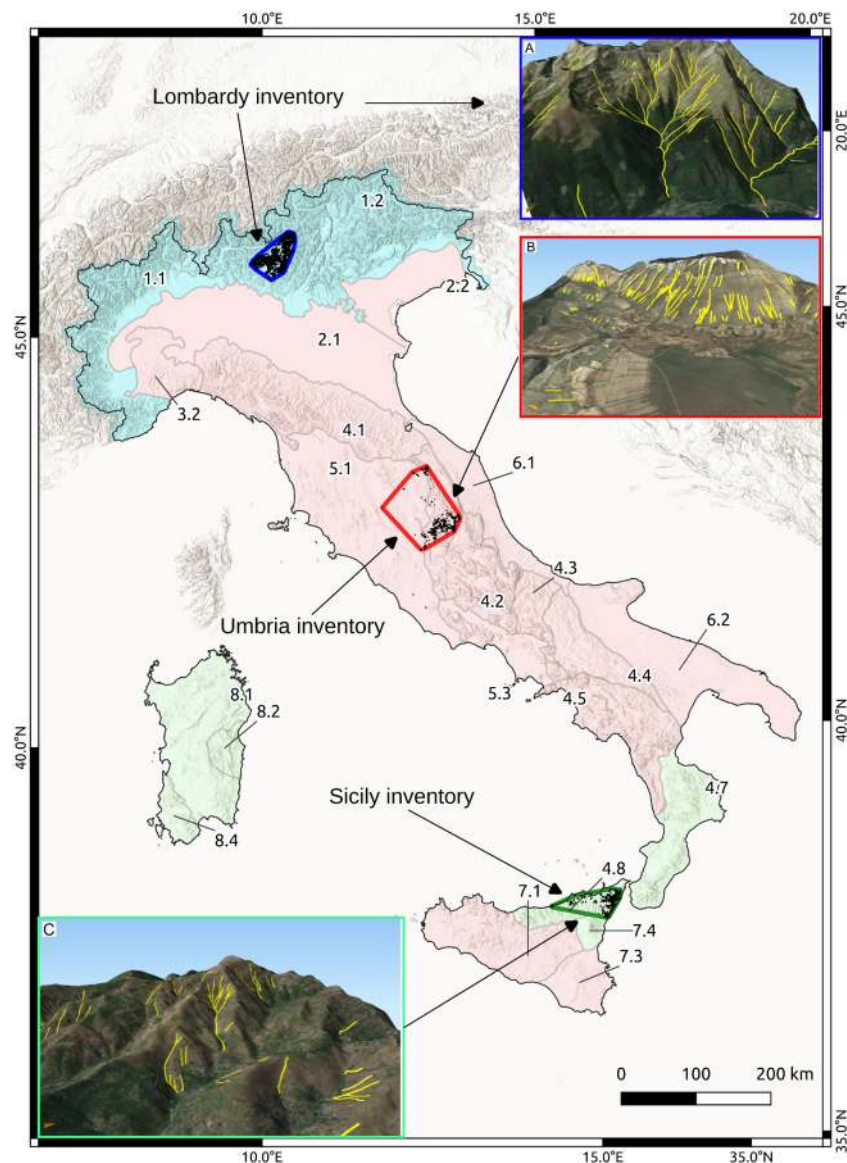 10.0°E
15.0°E
20.0°E
A
Lombardy inventory
20.0°E
1.2
B
1.1
2.2
45.0°N
2.1
45.0°N
3.2
4.1
5.1
6.1
4.3
4.2
Umbria inventory
6.2
4.4
8.1
5.3
4.5
8.2
40.0°N
40.0°N
Sicily inventory
4.7
8.4
4.8
7.1
C
7.4
7.3
0
100
200 km
35.0°N
10.0°E
15.0°E
35.0°N